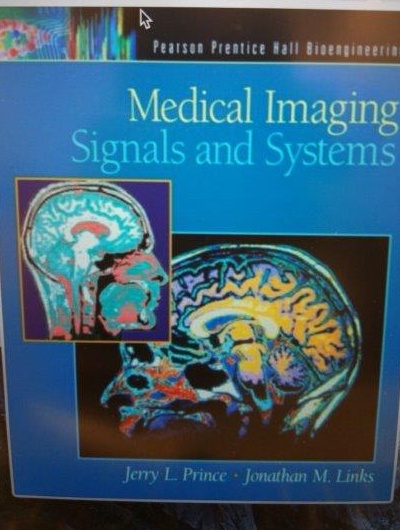 Pearson Prentice Hall Bioengineerin
Medical Imaging
Signals and Systems
Jerry L. Prince · Jonathan M. Links